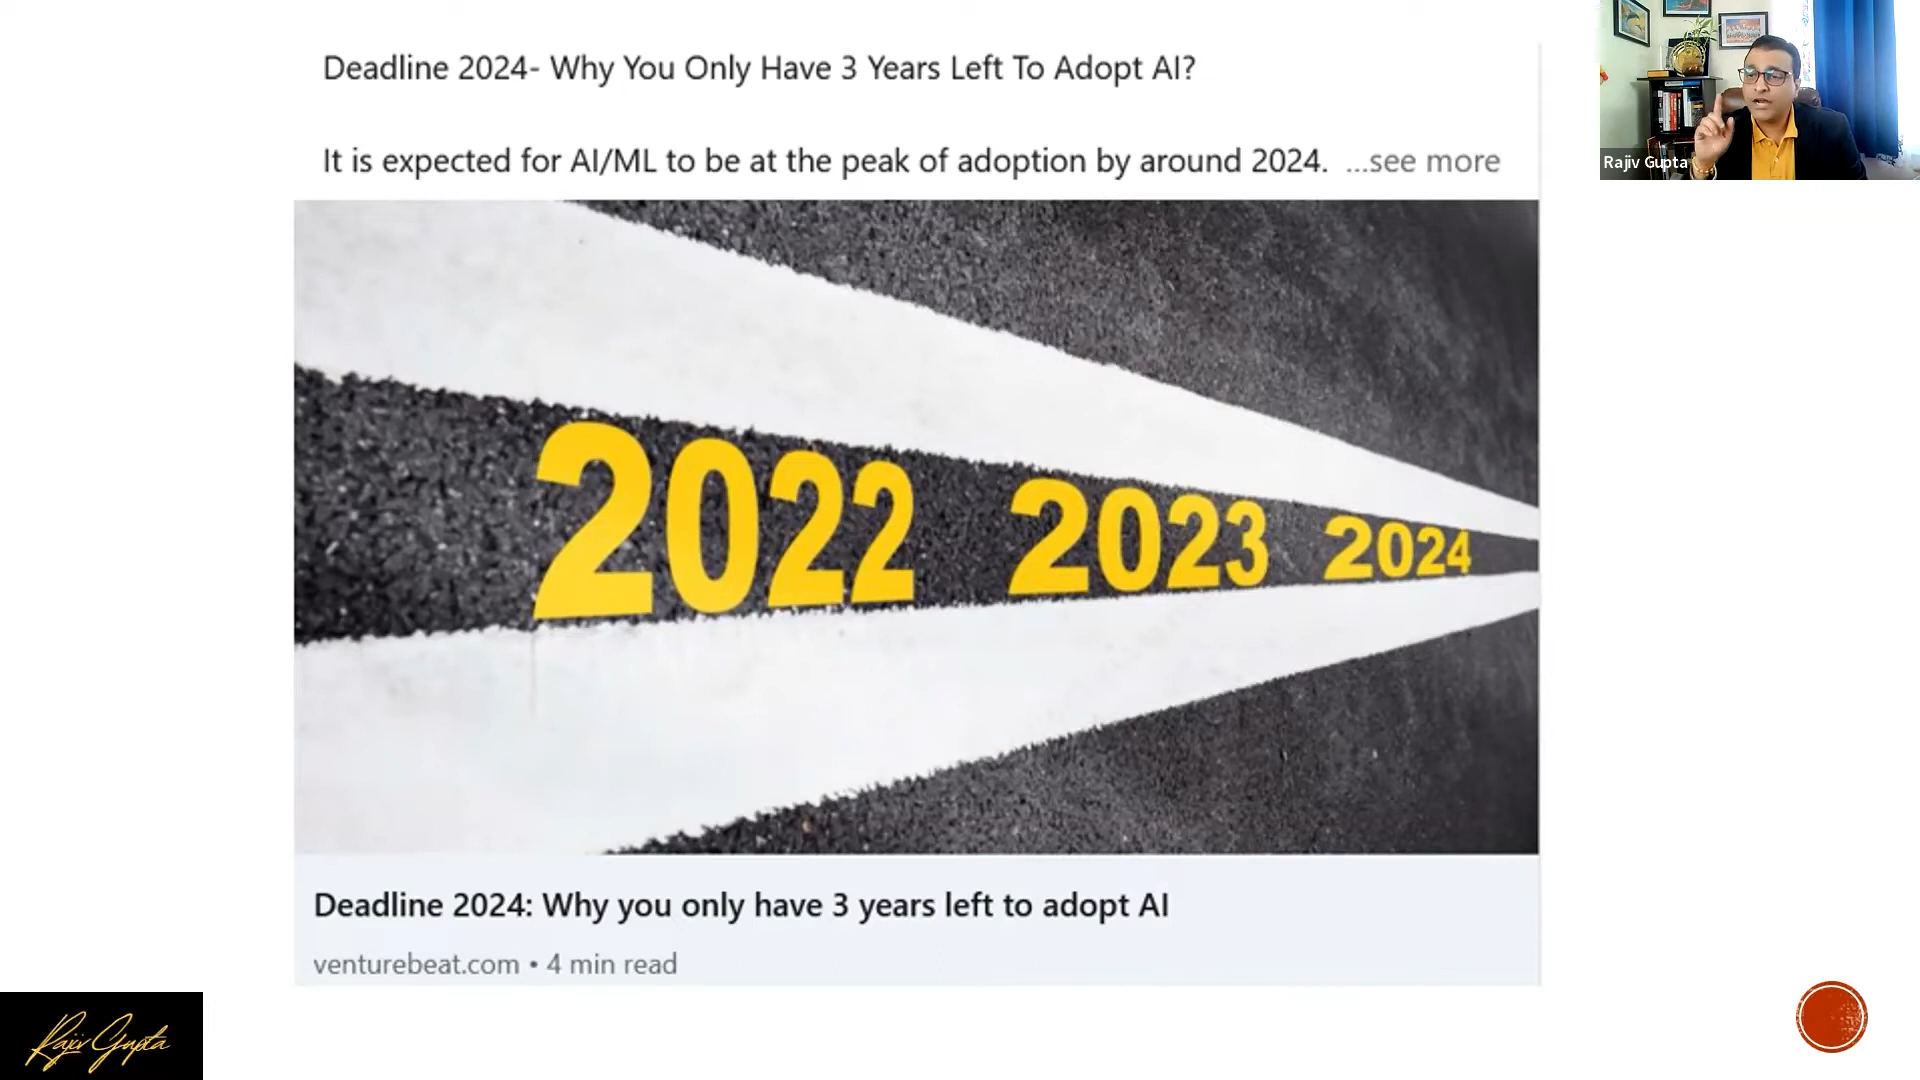 Deadline 2024- Why You Only Have 3 Years Left To Adopt AI?
It is expected for AI/ML to be at the peak of adoption by around 2024. ...see more
Rajiv Gupta
2022 2023 2024
Deadline 2024: Why you only have 3 years left to adopt AI
venturebeat.com • 4 min read
Rajiv Gupta